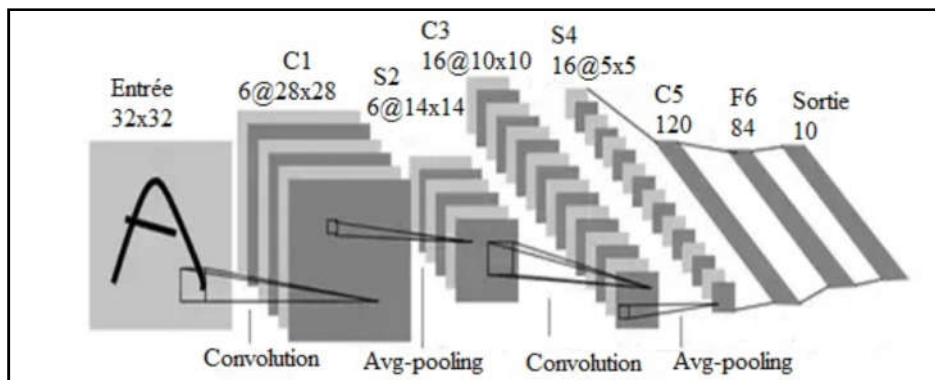 Entrée
32x32
C1
6@28x28
S2
6@14x14
C3
16@10x10
S4
16@5x5
C5
120
F6
84
Sortie
10
A
Convolution
Avg-pooling
Convolution
Avg-pooling